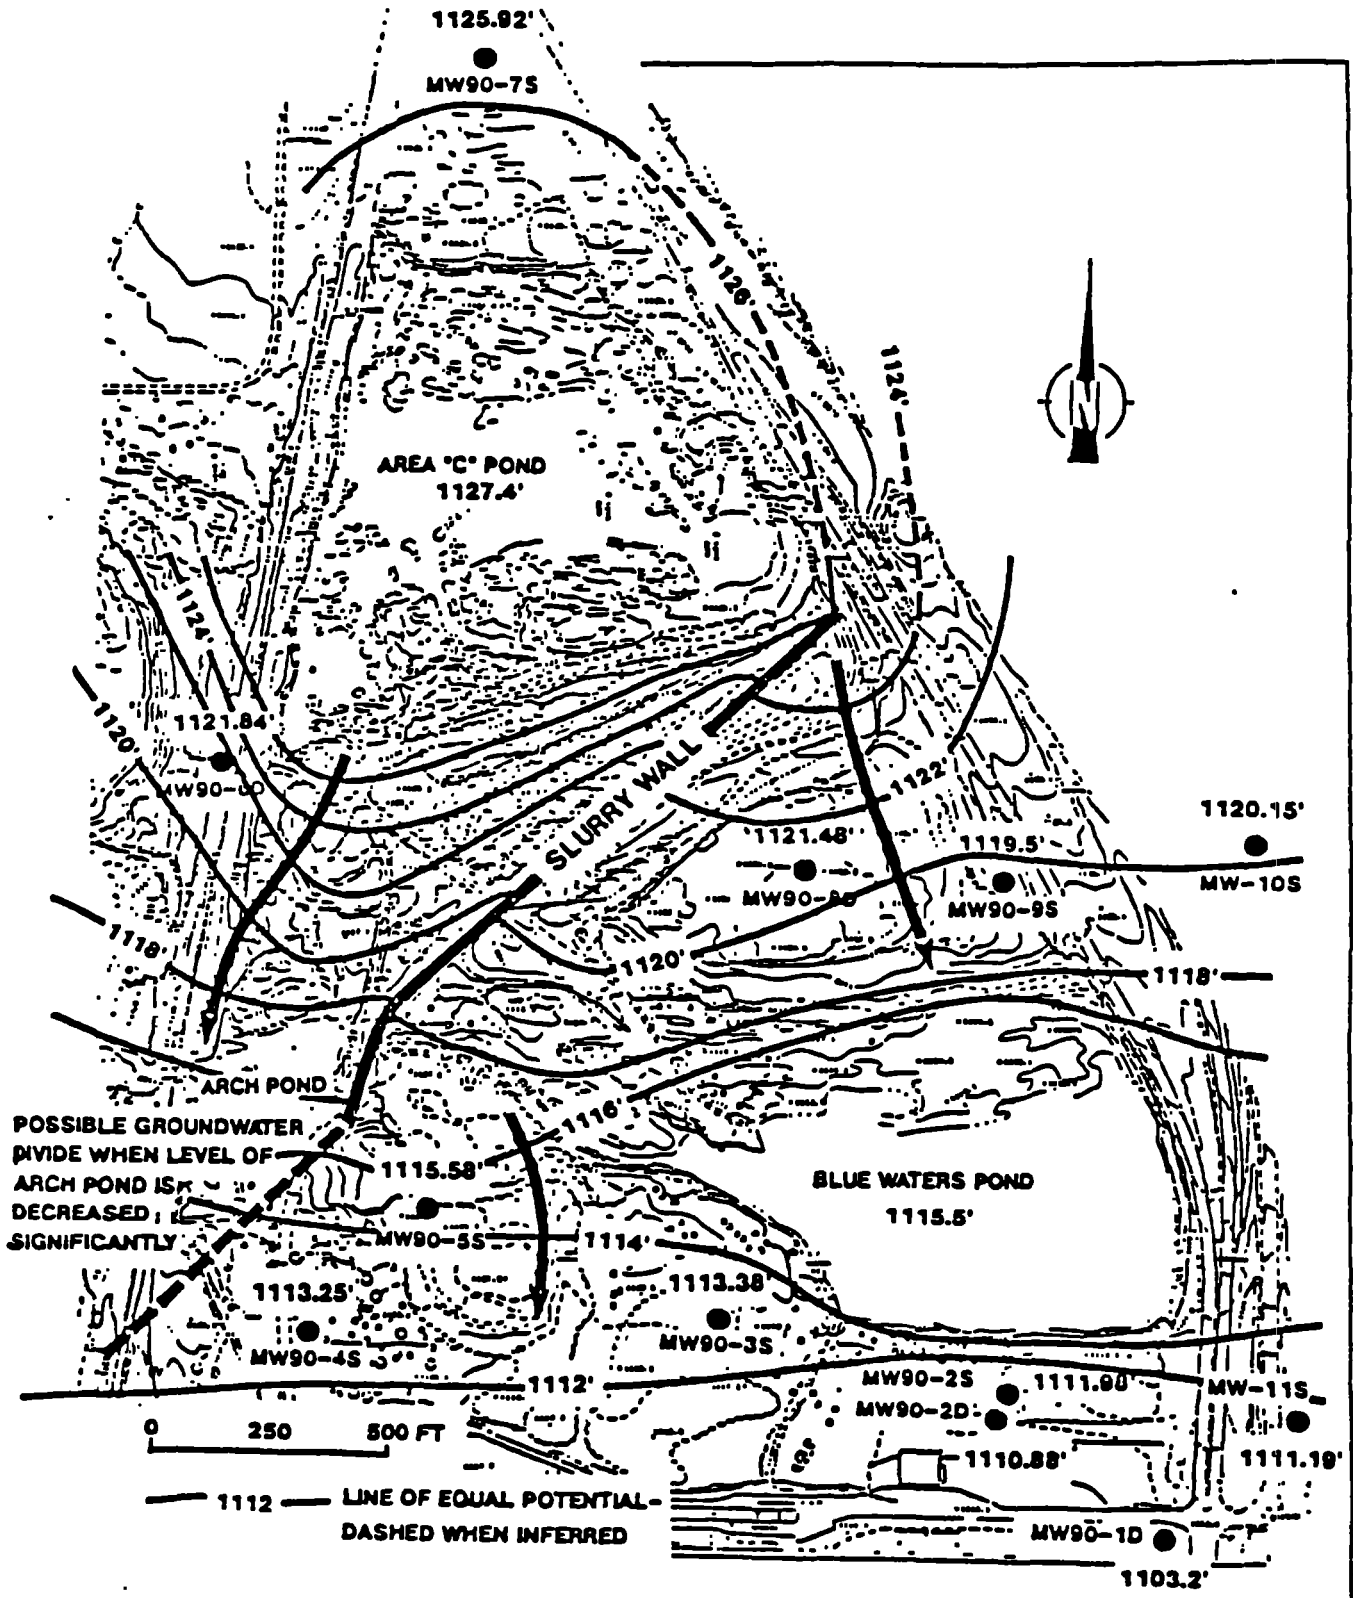 1125.92'
MW90-7S
1126'
1124'
AREA "C" POND
1127.4'
1124'
1121.84'
1120'
SLURRY WALL
1122'
1120.15'
1121.48'
1119.5'
MW-10S
MW90-9S
1118'
1120'
1118'
ARCH POND
1116'
POSSIBLE GROUNDWATER
DIVIDE WHEN LEVEL OF
ARCH POND IS
DECREASED
SIGNIFICANTLY
1115.58'
MW90-5S
BLUE WATERS POND
1115.5'
1114'
1113.25'
1113.38'
MW90-4S
MW90-3S
1112'
MW90-2S
MW-11S
MW90-2D
0 250 500 FT
1110.88'
1111.19'
1112
LINE OF EQUAL POTENTIAL-
DASHED WHEN INFERRED
MW90-1D
1103.2'